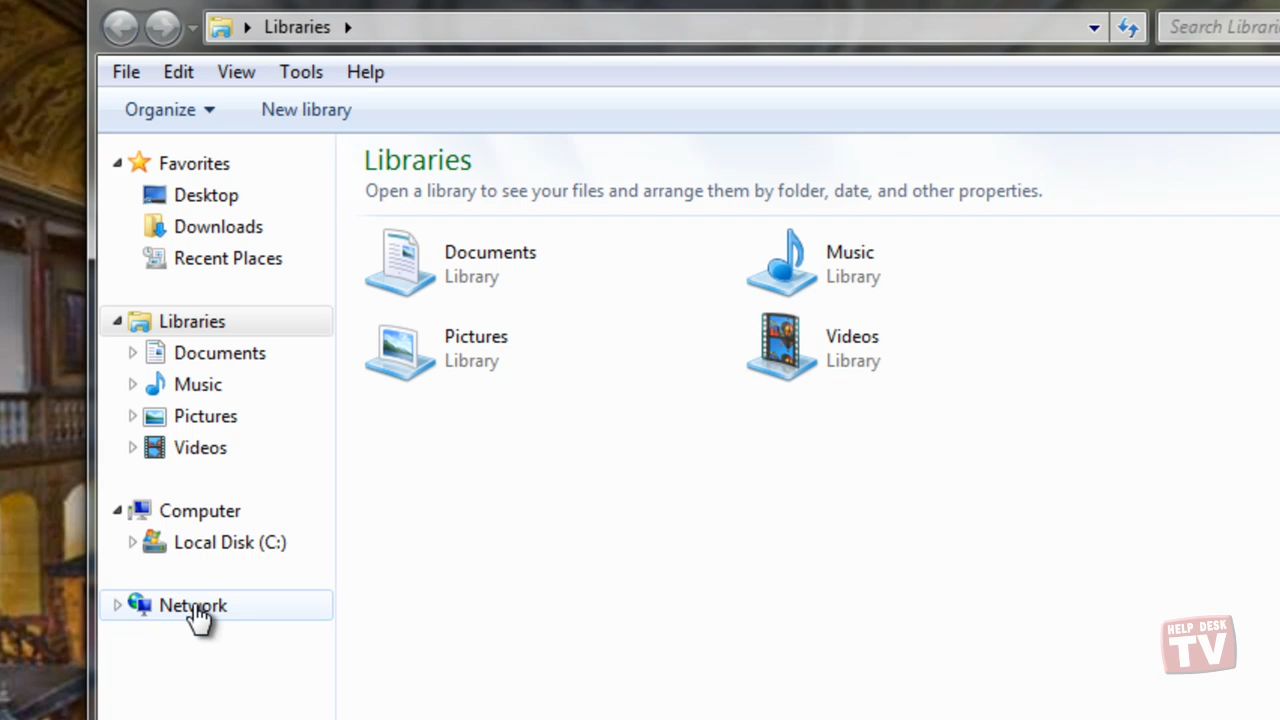 Libraries
Search Librari
File Edit View Tools Help
Organize New library
Favorites
Desktop
Downloads
Recent Places
Libraries
Documents
Music
Pictures
Videos
Computer
Local Disk (C:)
Network
Libraries
Open a library to see your files and arrange them by folder, date, and other properties.
Documents
Library
Music
Library
Pictures
Library
Videos
Library
HELP DESK
TV